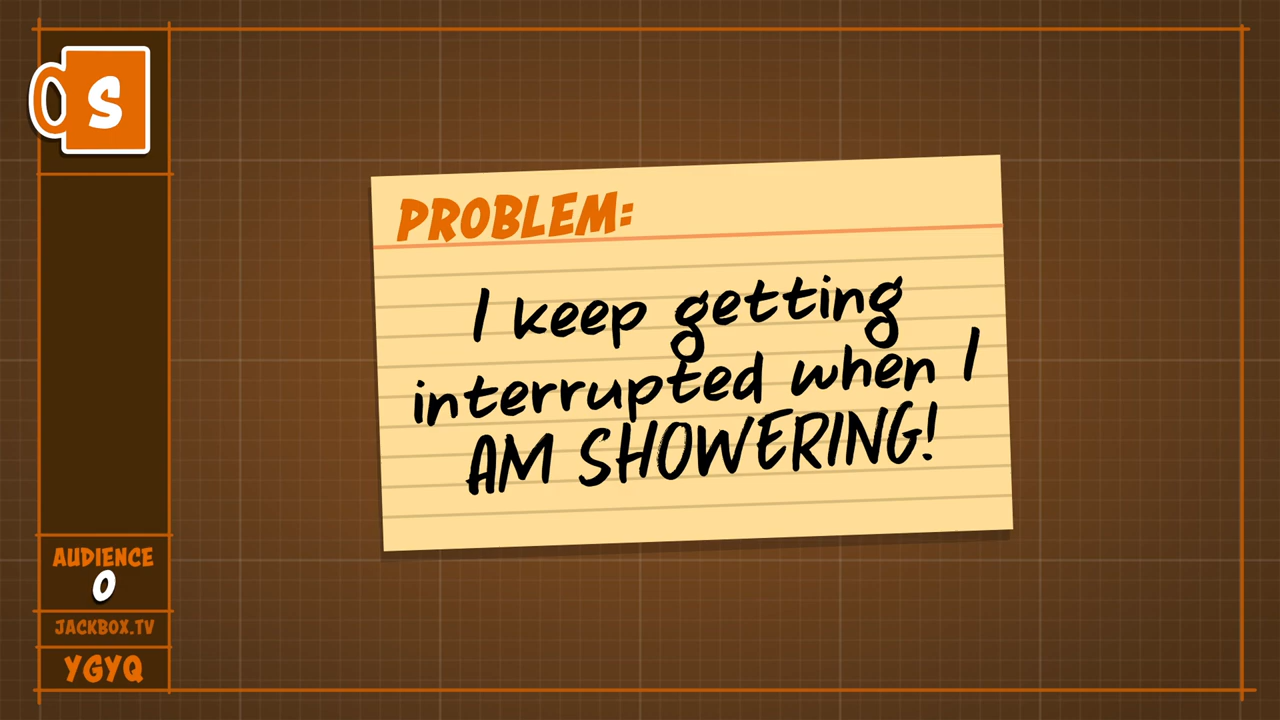 S
PROBLEM:
I keep getting
interrupted when I
AM SHOWERING!
AUDIENCE
0
JACKBOX.TV
YGYQ